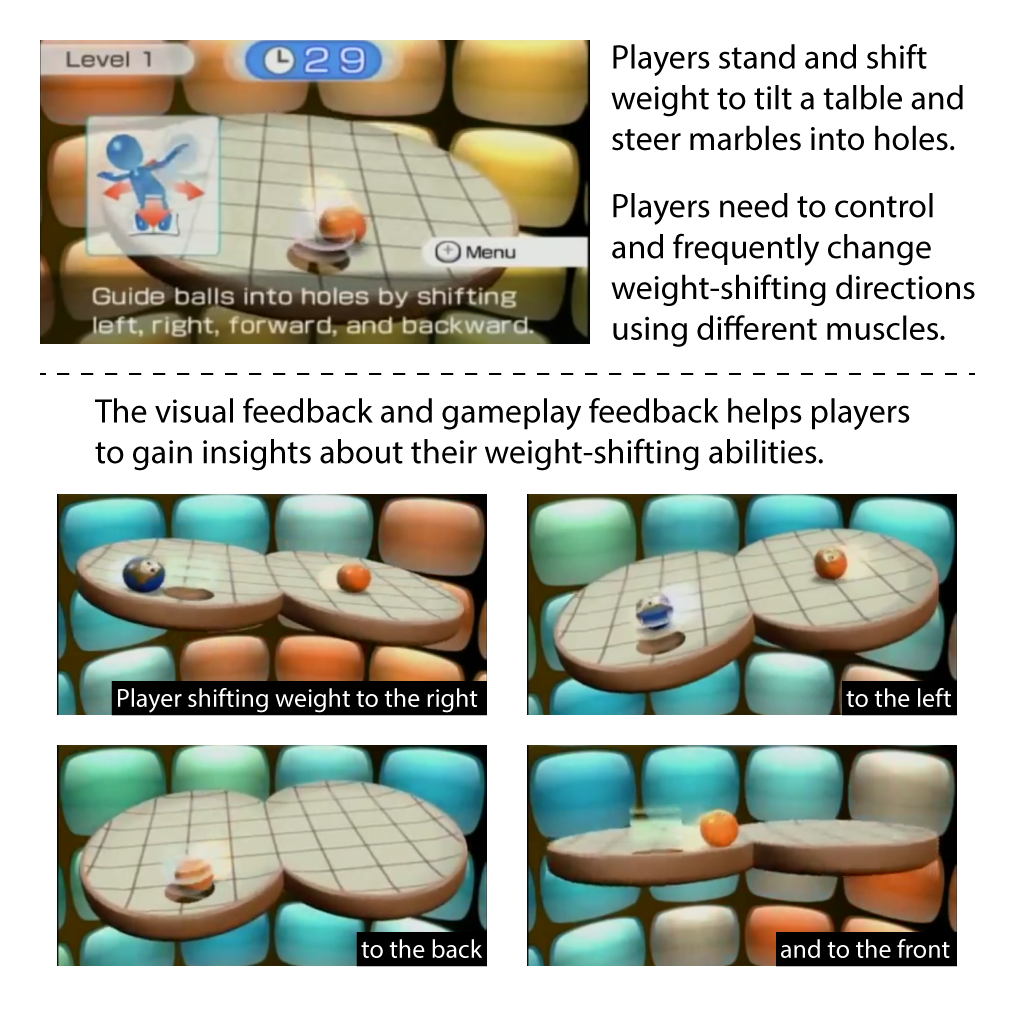 Level 1
29
Players stand and shift
weight to tilt a talble and
steer marbles into holes.
Menu
Guide balls into holes by shifting
left, right, forward, and backward.
Players need to control
and frequently change
weight-shifting directions
using different muscles.
The visual feedback and gameplay feedback helps players
to gain insights about their weight-shifting abilities.
Player shifting weight to the right
to the left
to the back
and to the front